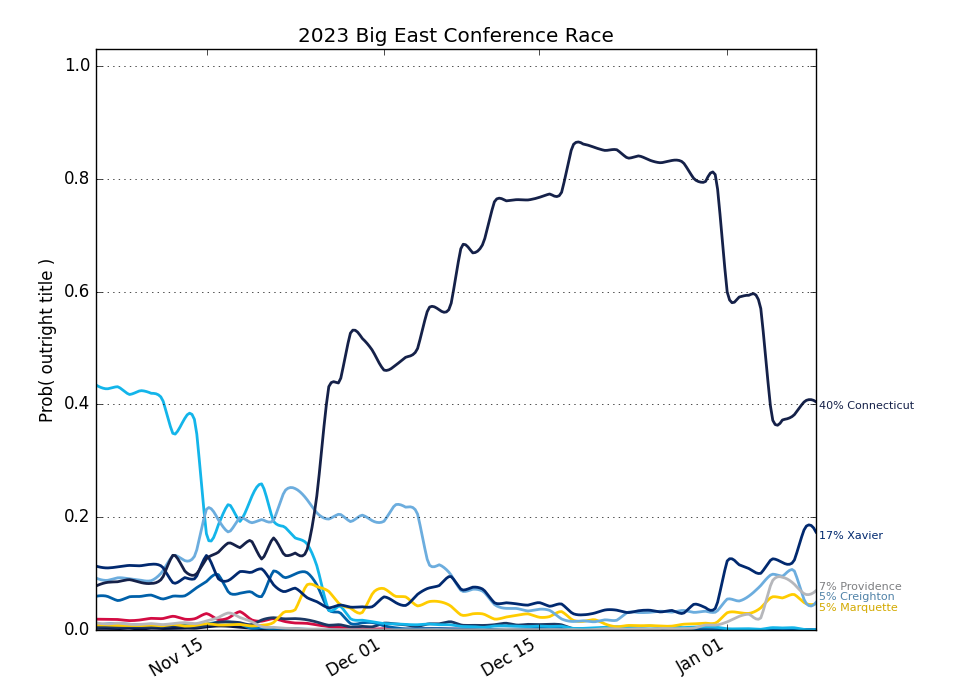 2023 Big East Conference Race
Prob( outright title )
1.0
0.8
0.6
0.4
0.2
0.0
Nov 15
Dec 01
Dec 15
Jan 01
40% Connecticut
17% Xavier
7% Providence
5% Creighton
5% Marquette